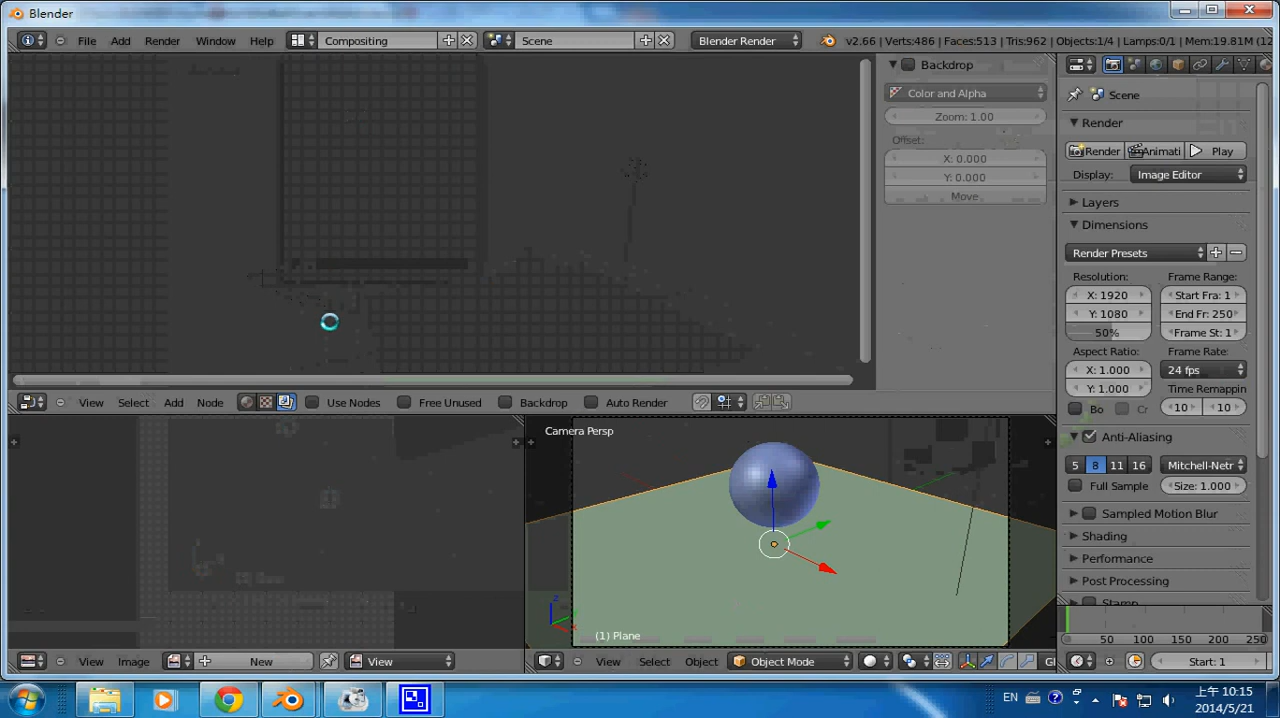 Blender
File Add Render Window Help Compositing Scene Blender Render v2.66 | Verts:486 | Faces:513 | Tris:962 | Objects:1/4 | Lamps:0/1 | Mem:19.81M (12
Backdrop
Color and Alpha
Zoom: 1.00
Offset:
X: 0.000
Y: 0.000
Move
Scene
Render
Render Animati Play
Display: Image Editor
Layers
Dimensions
Render Presets
Resolution: Frame Range:
X: 1920 Start Fra: 1
Y: 1080 End Fr: 250
50% Frame St: 1
Aspect Ratio: Frame Rate:
X: 1.000 24 fps
Y: 1.000 Time Remappin
Bo Cr 10 10
Anti-Aliasing
5 8 11 16 Mitchell-Netr
Full Sample Size: 1.000
Sampled Motion Blur
Shading
Performance
Post Processing
Stamp
View Select Add Node Use Nodes Free Unused Backdrop Auto Render
Camera Persp
(1) Plane
View Image New View
View Select Object Object Mode Gl
0 50 100 150 200 250
Start: 1
EN
上午 10:15
2014/5/21